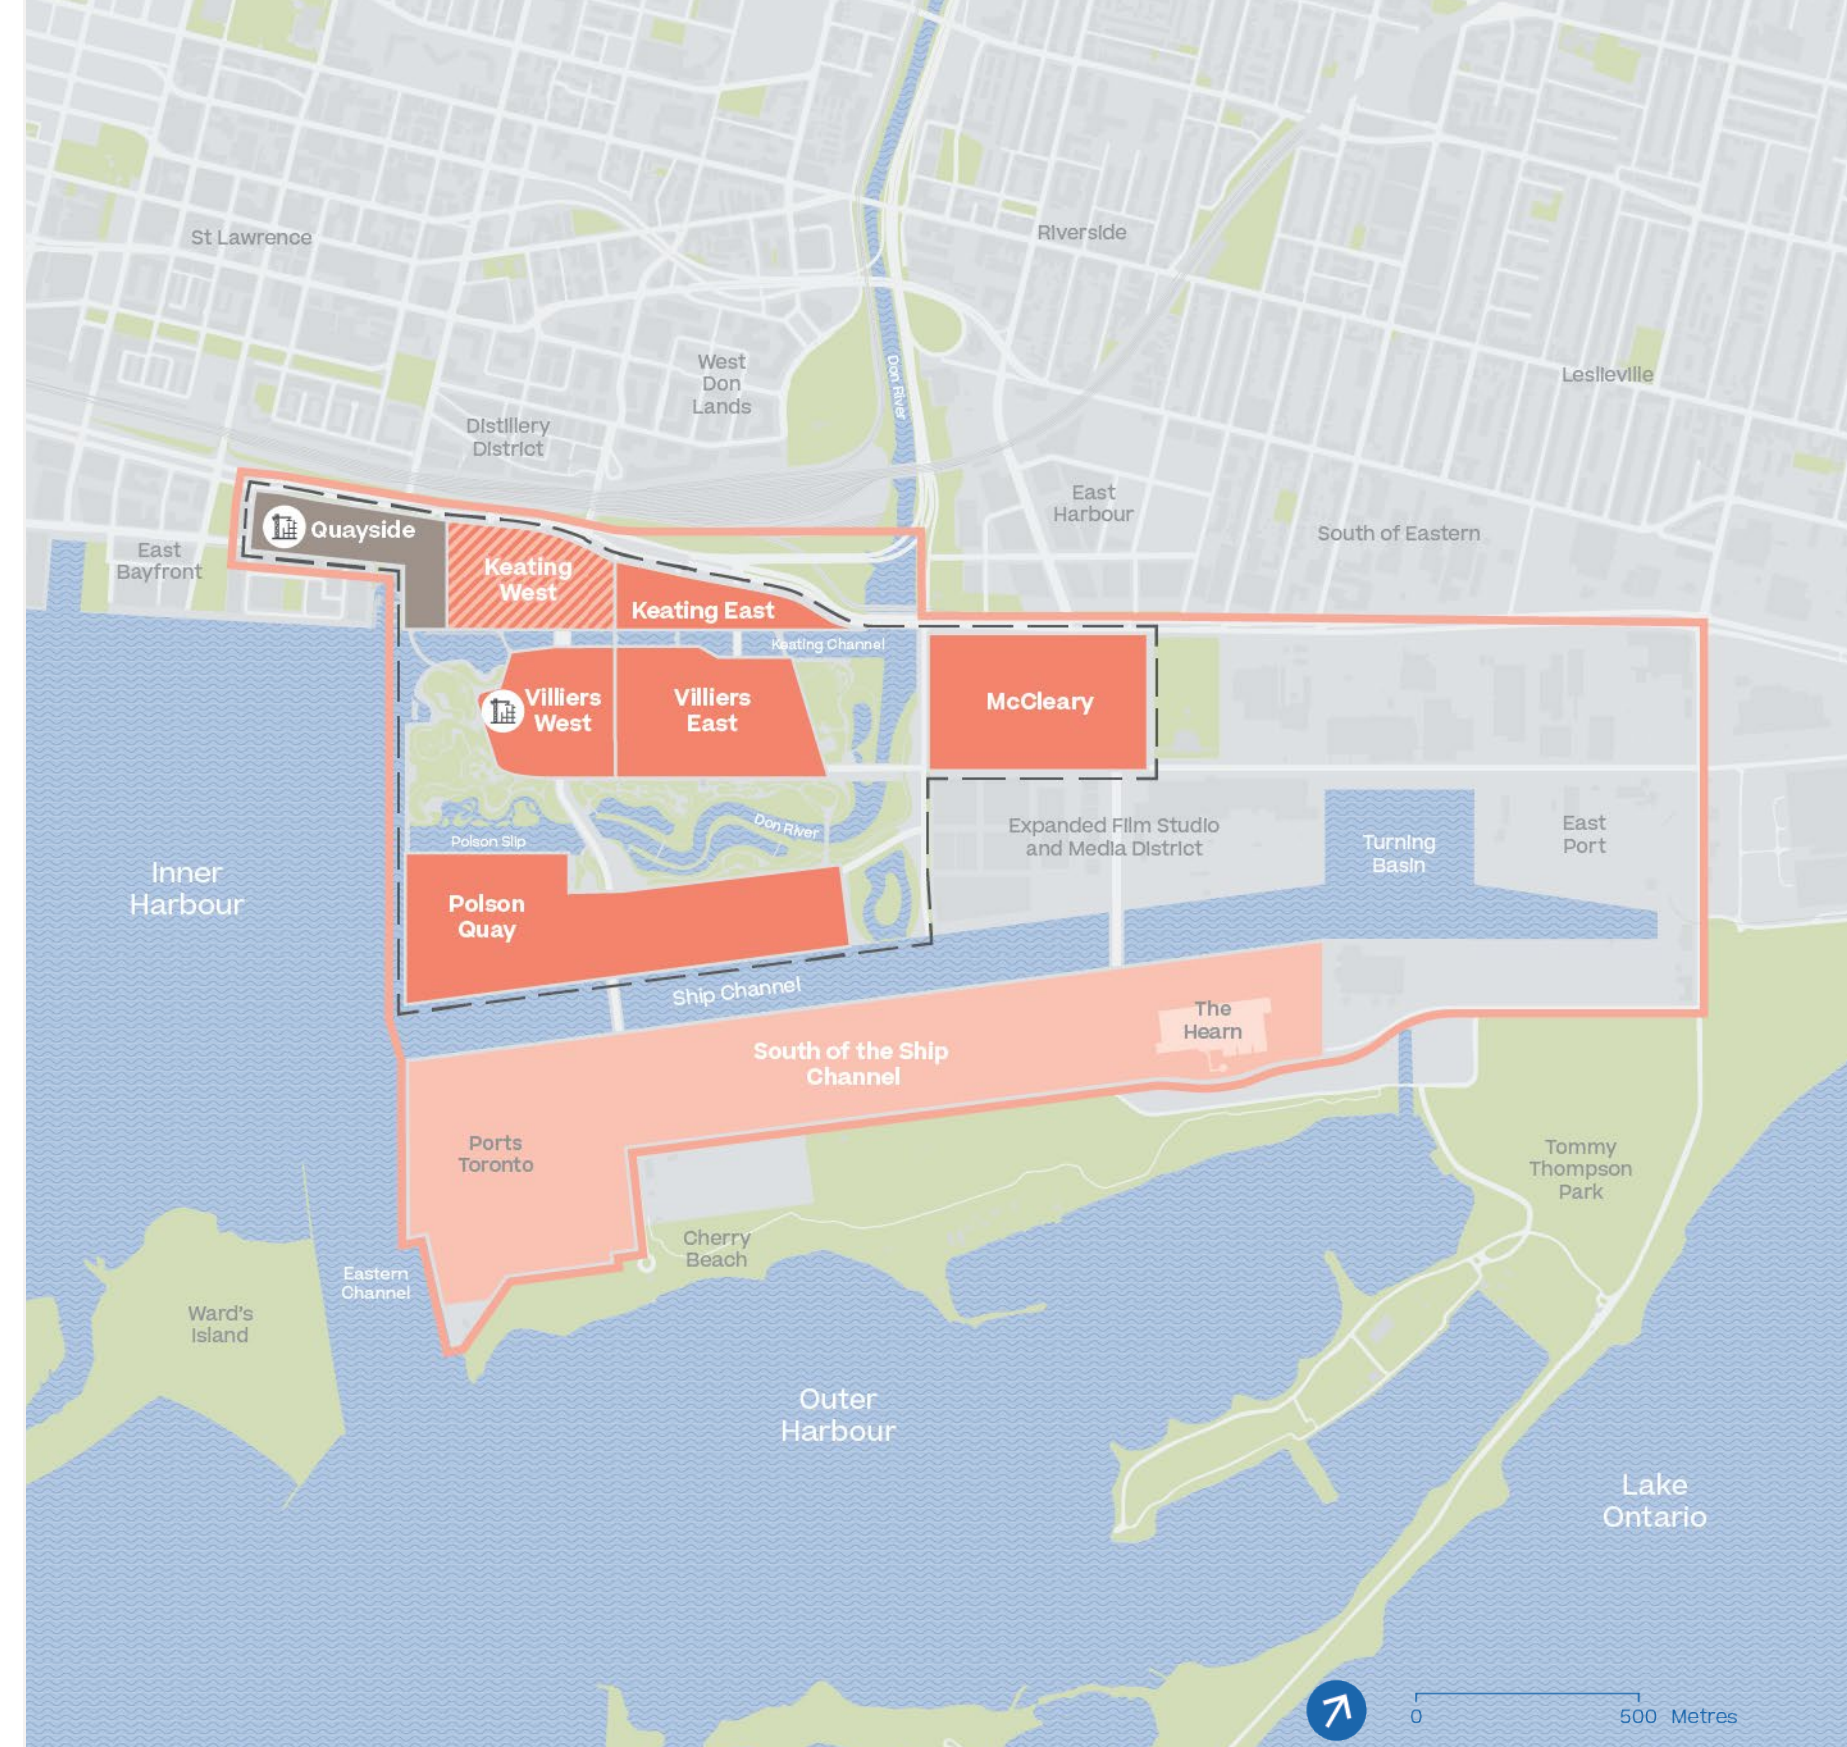 St Lawrence
Riverside
West
Don
Lands
Don River
Leslieville
Distillery
District
East
Harbour
South of Eastern
Quayside
East
Bayfront
Keating
West
Keating East
Keating Channel
Villiers
West
Villiers
East
McCleary
Polson Slip
Don River
Expanded Film Studio
and Media District
Turning
Basin
East
Port
Inner
Harbour
Polson
Quay
Ship Channel
The
Hearn
South of the Ship
Channel
Ports
Toronto
Tommy
Thompson
Park
Cherry
Beach
Eastern
Channel
Ward's
Island
Outer
Harbour
Lake
Ontario
0 500 Metres